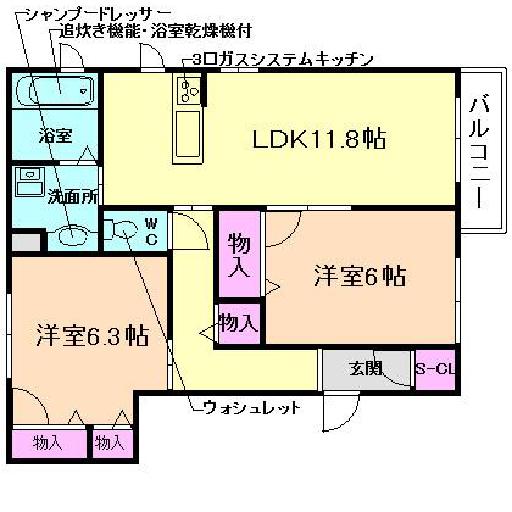 シャンプードレッサー
追炊き機能・浴室乾燥機付
3口ガスシステムキッチン
浴室
LDK11.8帖
バルコニー
洗面所
WC
物入
洋室6帖
物入
洋室6.3帖
玄関
S-CL
ウォシュレット
物入
物入